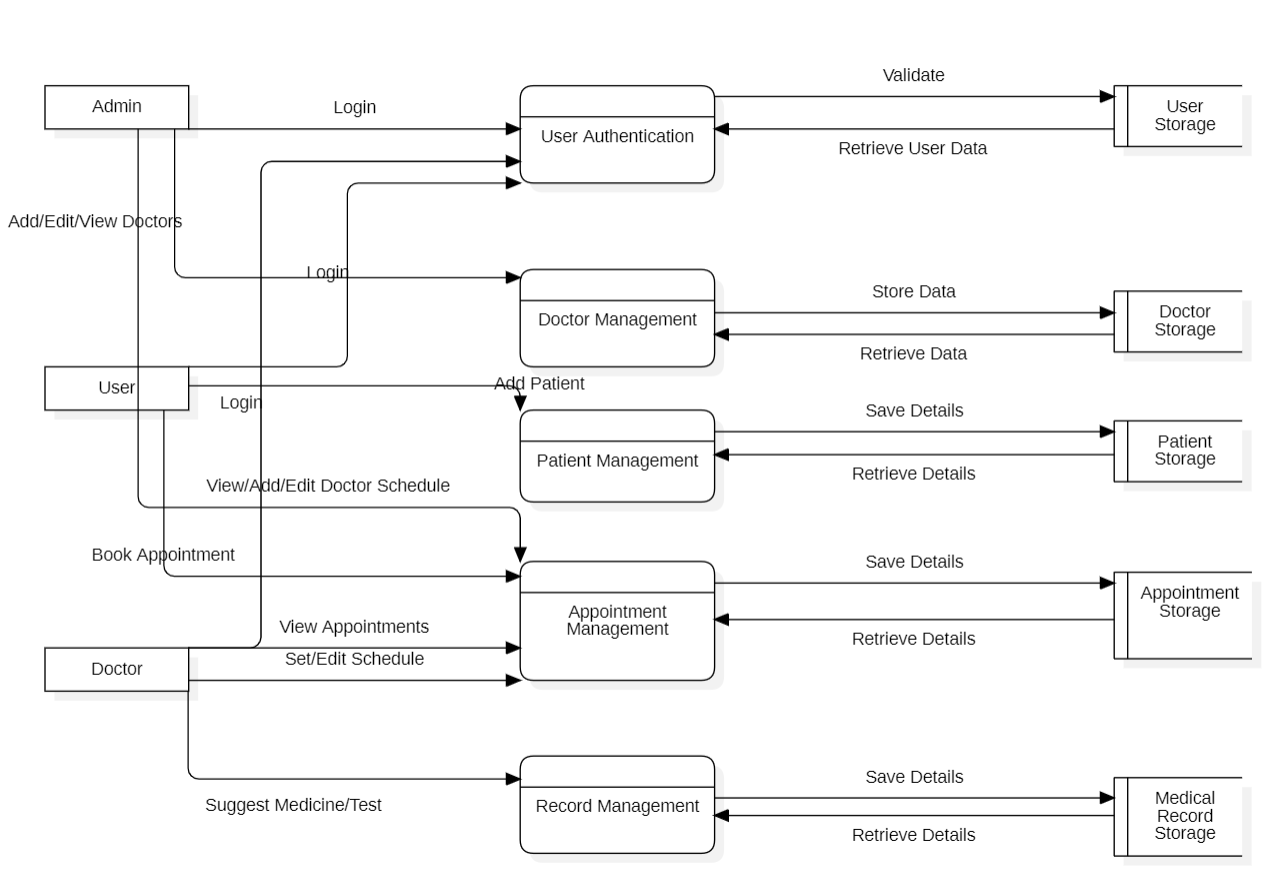 Validate
Admin
Login
User
Storage
User Authentication
Retrieve User Data
Add/Edit/View Doctors
Login
Store Data
Doctor Management
Doctor
Storage
Retrieve Data
User
Add Patient
Login
Save Details
Patient Management
Patient
Storage
Retrieve Details
View/Add/Edit Doctor Schedule
Book Appointment
Save Details
Appointment
Management
Appointment
Storage
View Appointments
Retrieve Details
Set/Edit Schedule
Doctor
Save Details
Suggest Medicine/Test
Record Management
Medical
Record
Storage
Retrieve Details